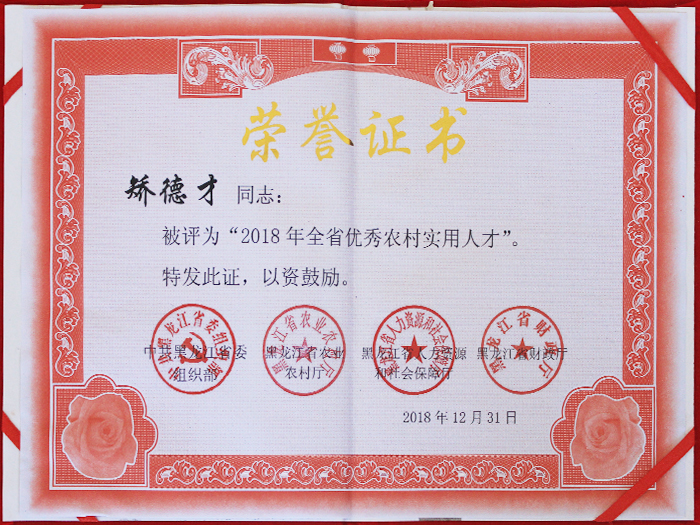 荣誉证书
矫德才 同志：
被评为“2018年全省优秀农村实用人才”。
特发此证，以资鼓励。
中共黑龙江省委 黑龙江省农业 黑龙江省人力资源 黑龙江省财政厅
组织部 农村厅 和社会保障厅
2018年12月31日